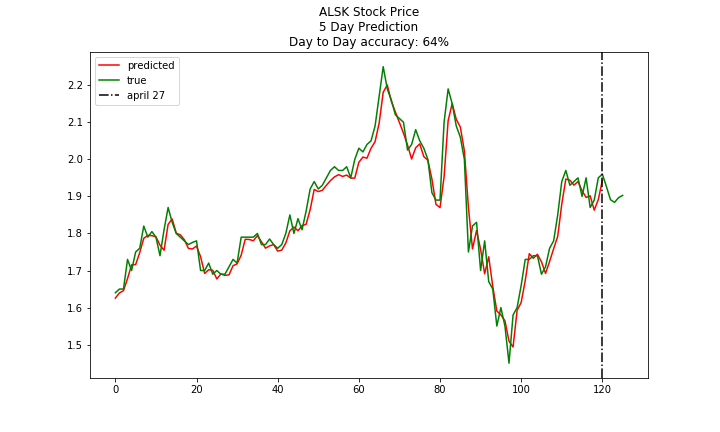 ALSK Stock Price
5 Day Prediction
Day to Day accuracy: 64%
predicted
true
april 27
2.2
2.1
2.0
1.9
1.8
1.7
1.6
1.5
0 20 40 60 80 100 120